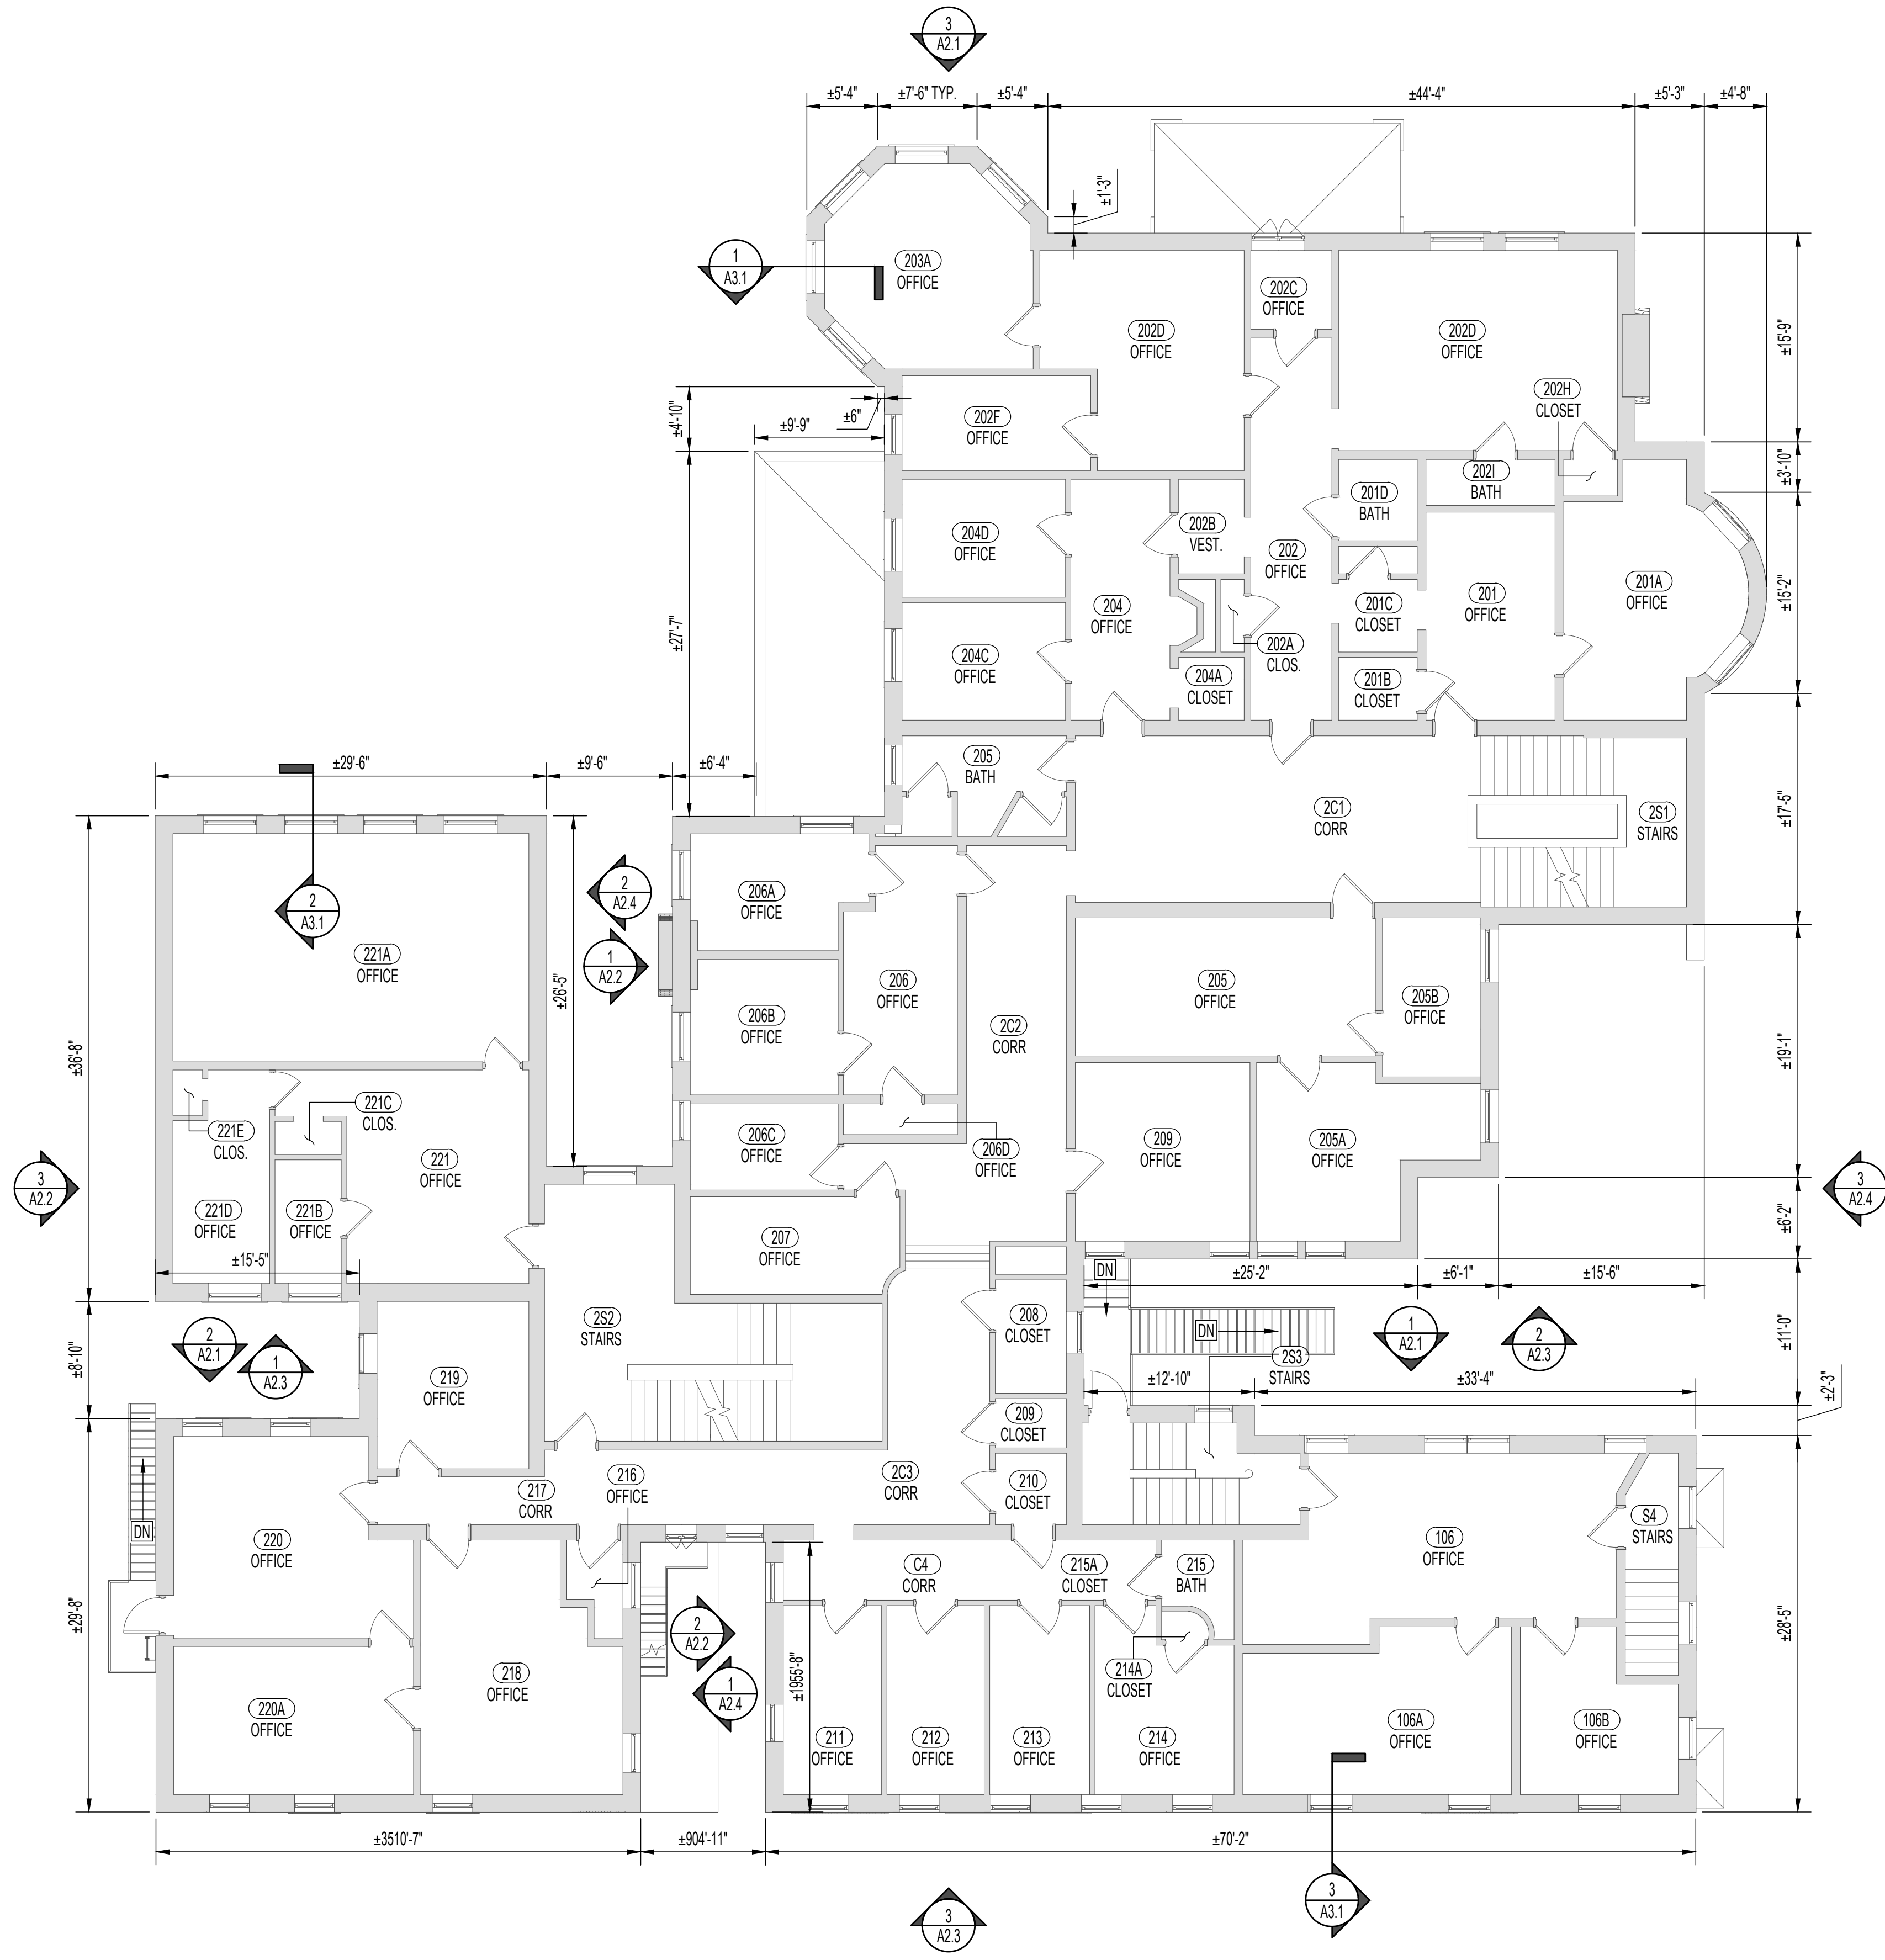 3
A2.1
±5'-4"
±7'-6" TYP.
±5'-4"
±44'-4"
±5'-3"
±4'-8"
±1'-3"
1
A3.1
203A
OFFICE
202C
OFFICE
202D
OFFICE
202D
OFFICE
±15'-9"
202H
CLOSET
±4'-10"
±6"
±9'-9"
202F
OFFICE
±3'-10"
202I
BATH
201D
BATH
204D
OFFICE
202B
VEST.
202
OFFICE
201A
OFFICE
±15'-2"
201
OFFICE
204
OFFICE
201C
CLOSET
±27'-7"
202A
CLOS.
204C
OFFICE
204A
CLOSET
201B
CLOSET
±29'-6"
±9'-6"
±6'-4"
205
BATH
2C1
CORR
2S1
STAIRS
±17'-5"
2
A3.1
2
A2.4
206A
OFFICE
221A
OFFICE
1
A2.2
±26'-5"
206
OFFICE
205
OFFICE
205B
OFFICE
206B
OFFICE
2C2
CORR
±36'-8"
±19'-1"
221C
CLOS.
221E
CLOS.
206C
OFFICE
206D
OFFICE
209
OFFICE
205A
OFFICE
221
OFFICE
3
A2.2
3
A2.4
221D
OFFICE
221B
OFFICE
±6'-2"
207
OFFICE
±15'-5"
DN
±25'-2"
±6'-1"
±15'-6"
2S2
STAIRS
208
CLOSET
DN
1
A2.1
2
A2.3
±11'-0"
2
A2.1
1
A2.3
±8'-10"
2S3
STAIRS
219
OFFICE
±12'-10"
±33'-4"
±2'-3"
209
CLOSET
216
OFFICE
2C3
CORR
210
CLOSET
217
CORR
DN
220
OFFICE
106
OFFICE
S4
STAIRS
C4
CORR
215A
CLOSET
215
BATH
±29'-8"
±28'-5"
2
A2.2
1
A2.4
±1955'-8"
218
OFFICE
214A
CLOSET
220A
OFFICE
211
OFFICE
212
OFFICE
213
OFFICE
214
OFFICE
106A
OFFICE
106B
OFFICE
±3510'-7"
±904'-11"
±70'-2"
3
A2.3
3
A3.1